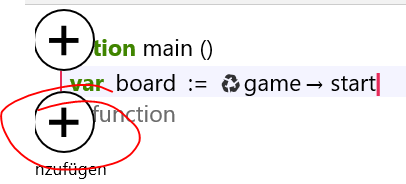 tion main ()
var board := ♻game→start
function
nzufügen